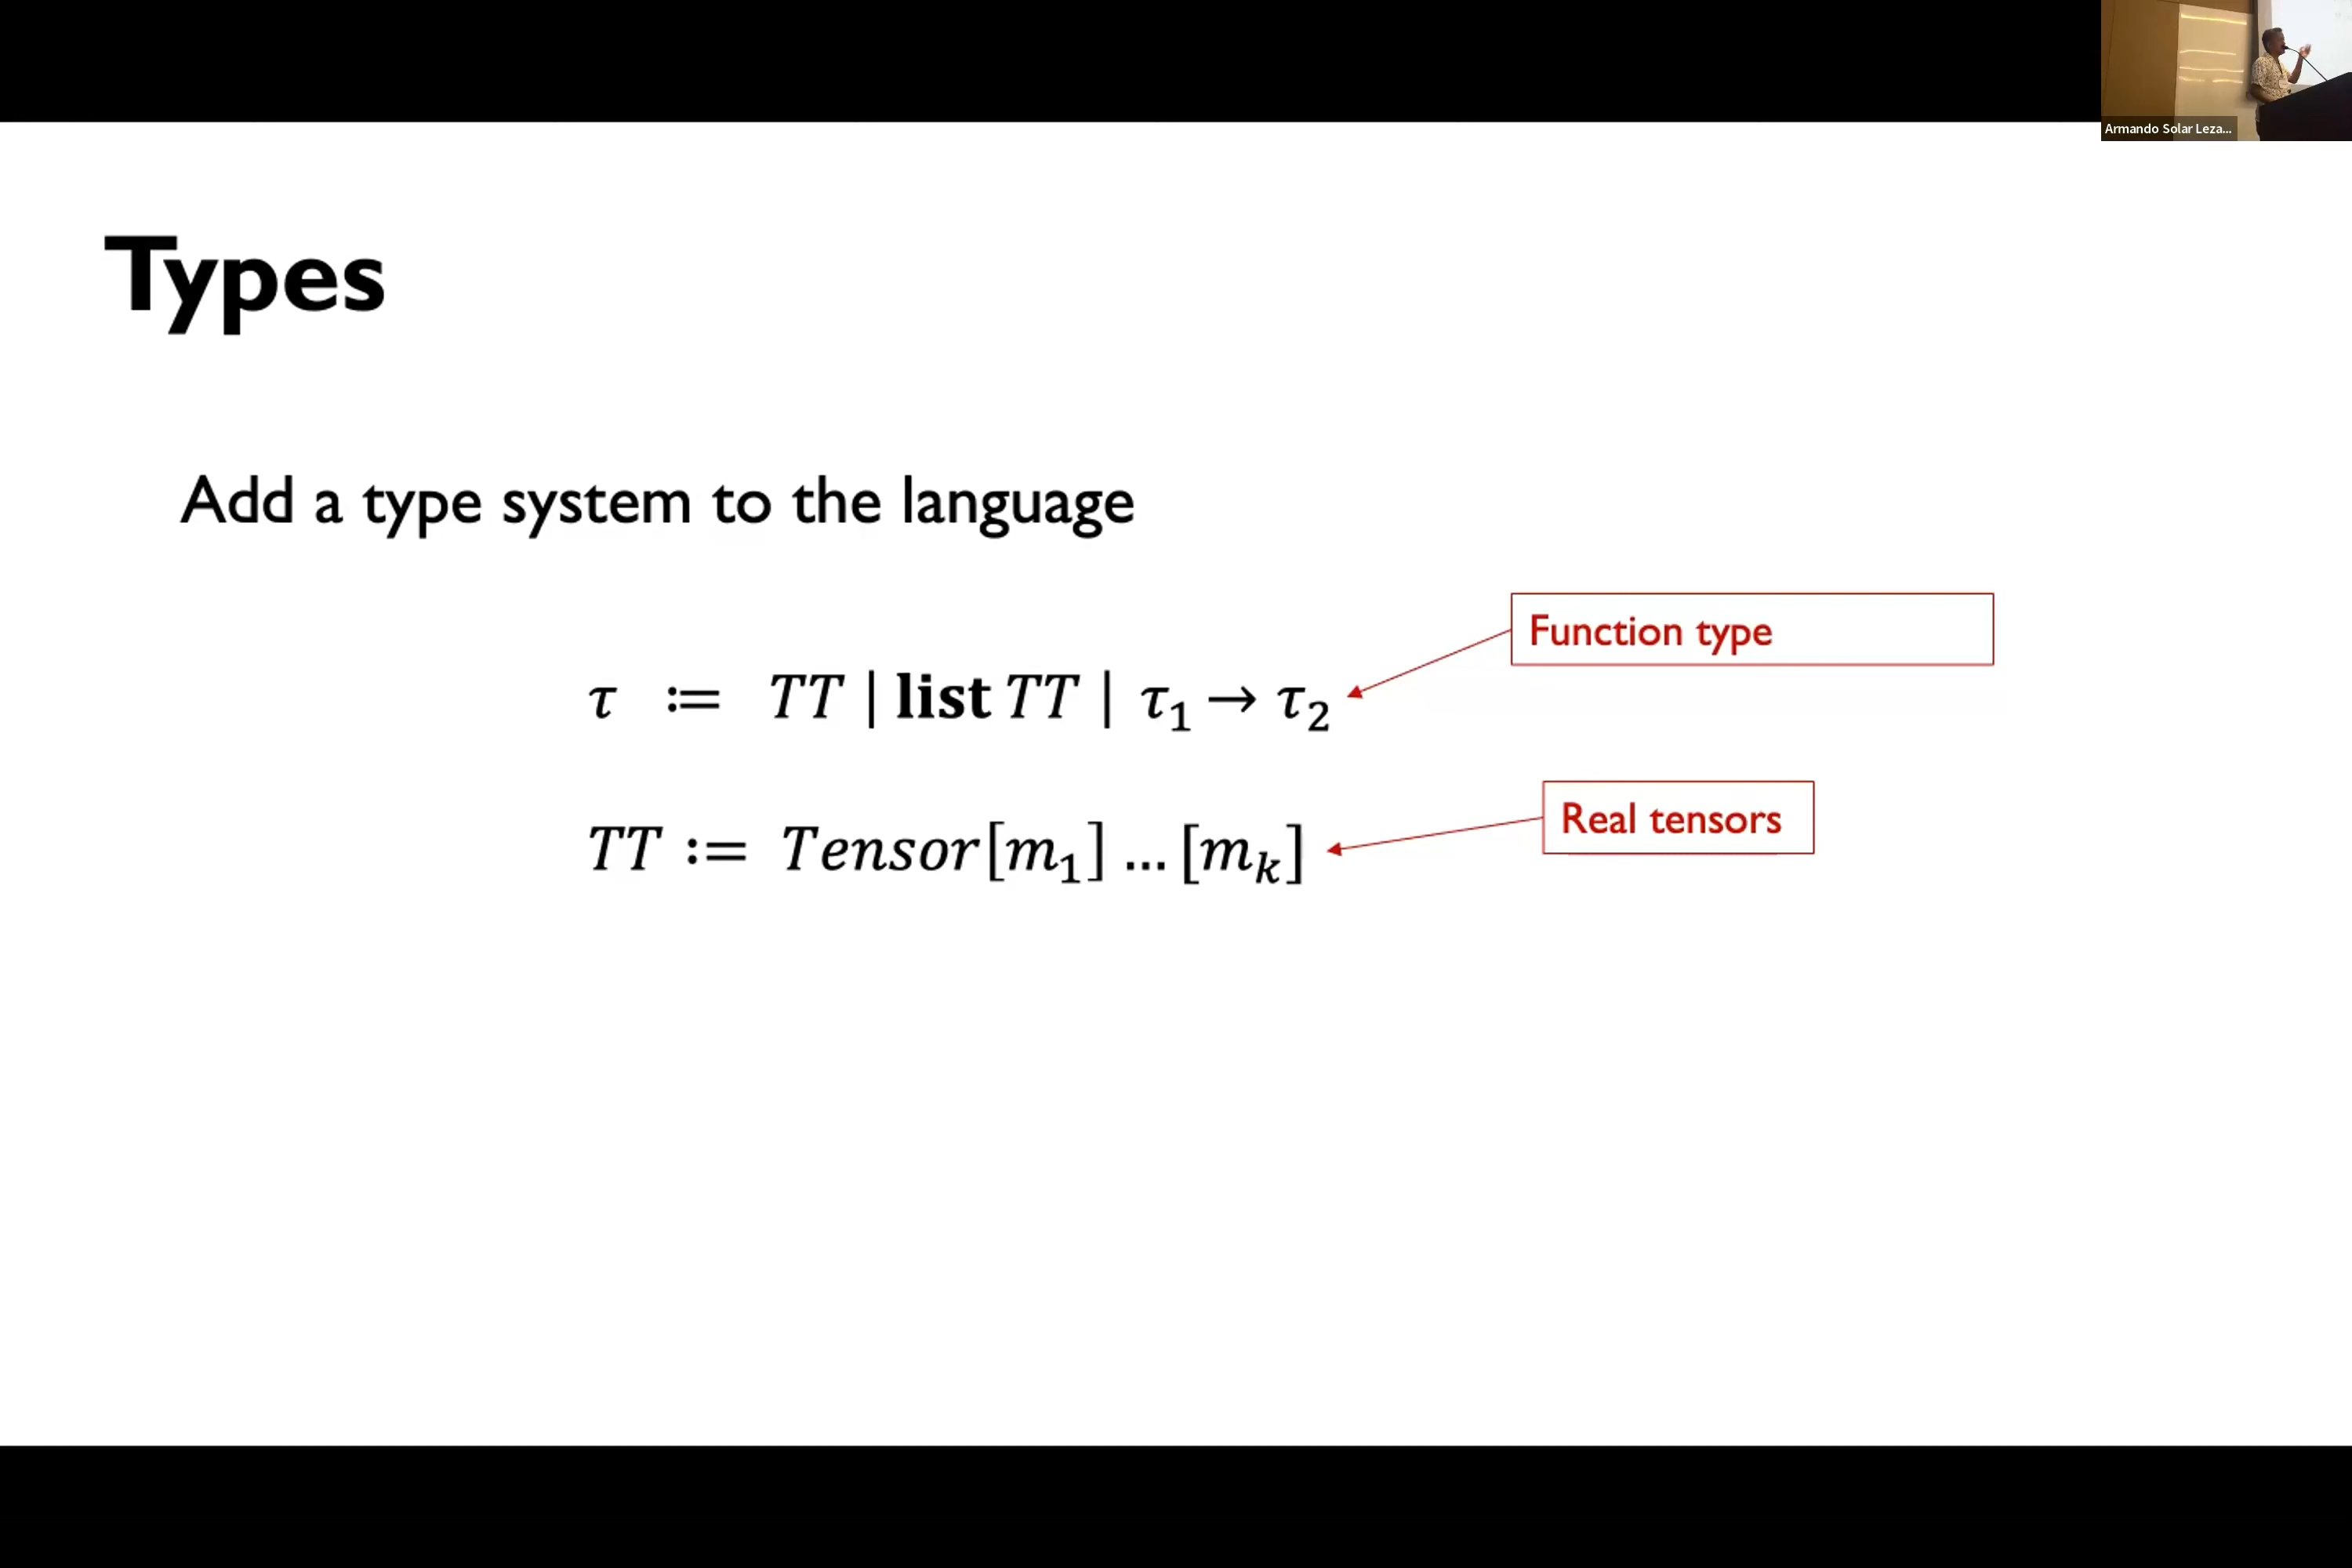 Armando Solar Leza...
Types
Add a type system to the language
Function type
τ := TT | list TT | τ₁ → τ₂
Real tensors
TT := Tensor[m₁] ... [mₖ]